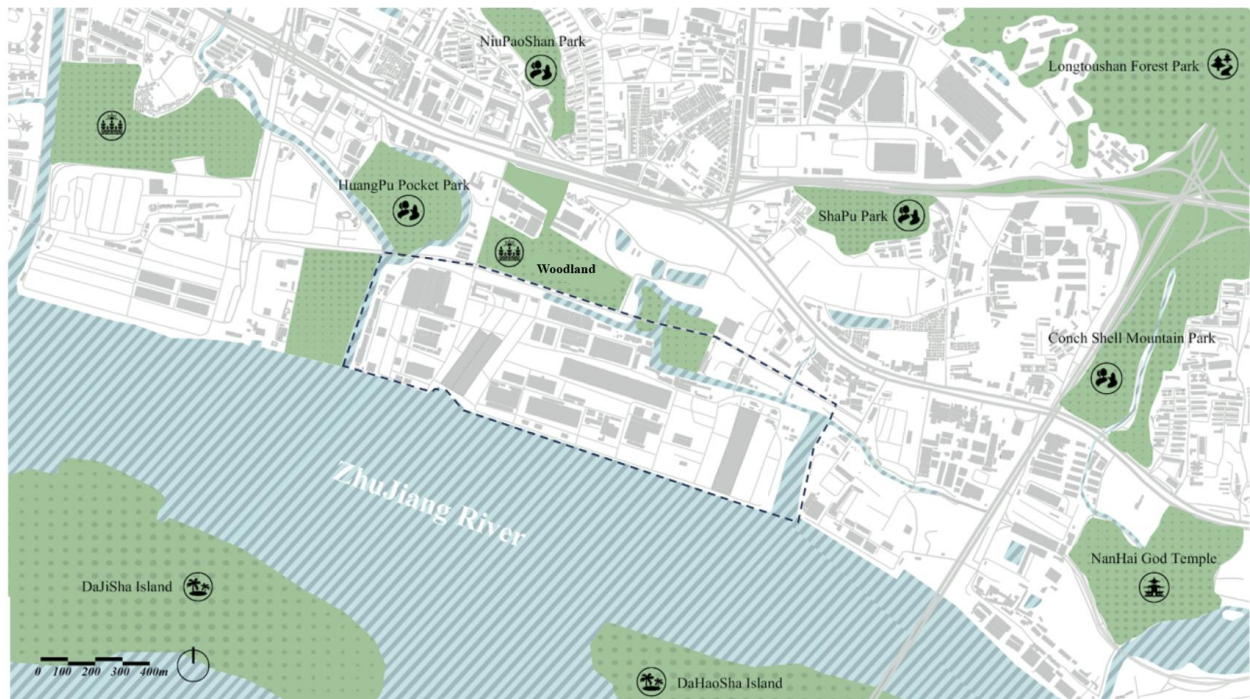 NiuPaoShan Park
Longtoushan Forest Park
HuangPu Pocket Park
ShaPu Park
Woodland
Conch Shell Mountain Park
ZhuJiang River
NanHai God Temple
DaJiSha Island
0 100 200 300 400m
DaHaoSha Island